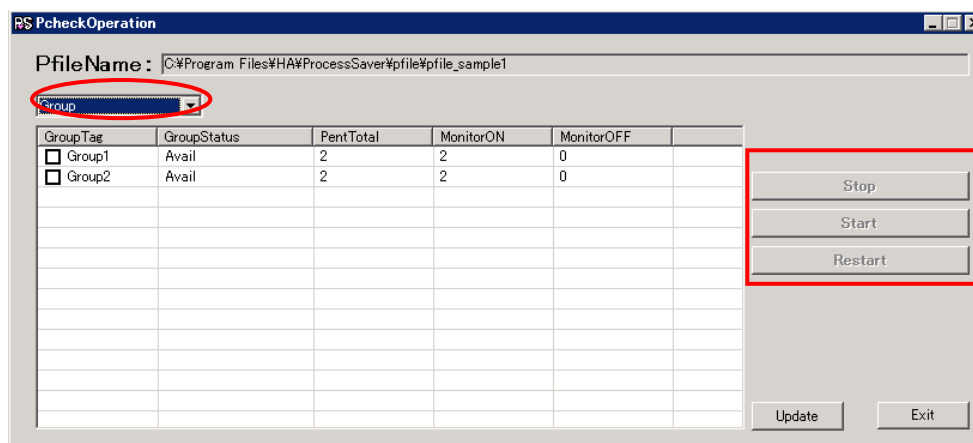 PS PcheckOperation
PfileName : C:¥Program Files¥HA¥ProcessSaver¥pfile¥pfile_sample1
Group
GroupTag GroupStatus PentTotal MonitorON MonitorOFF
Group1 Avail 2 2 0
Group2 Avail 2 2 0
Stop
Start
Restart
Update Exit